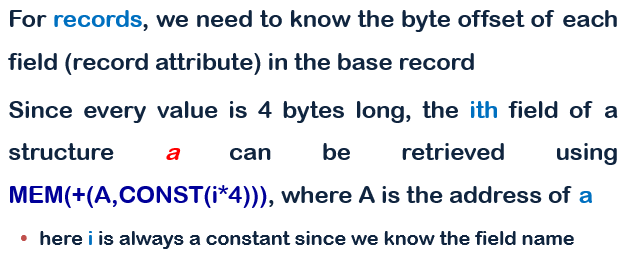 For records, we need to know the byte offset of each
field (record attribute) in the base record
Since every value is 4 bytes long, the ith field of a
structure a can be retrieved using
MEM(+(A,CONST(i*4))), where A is the address of a
• here i is always a constant since we know the field name